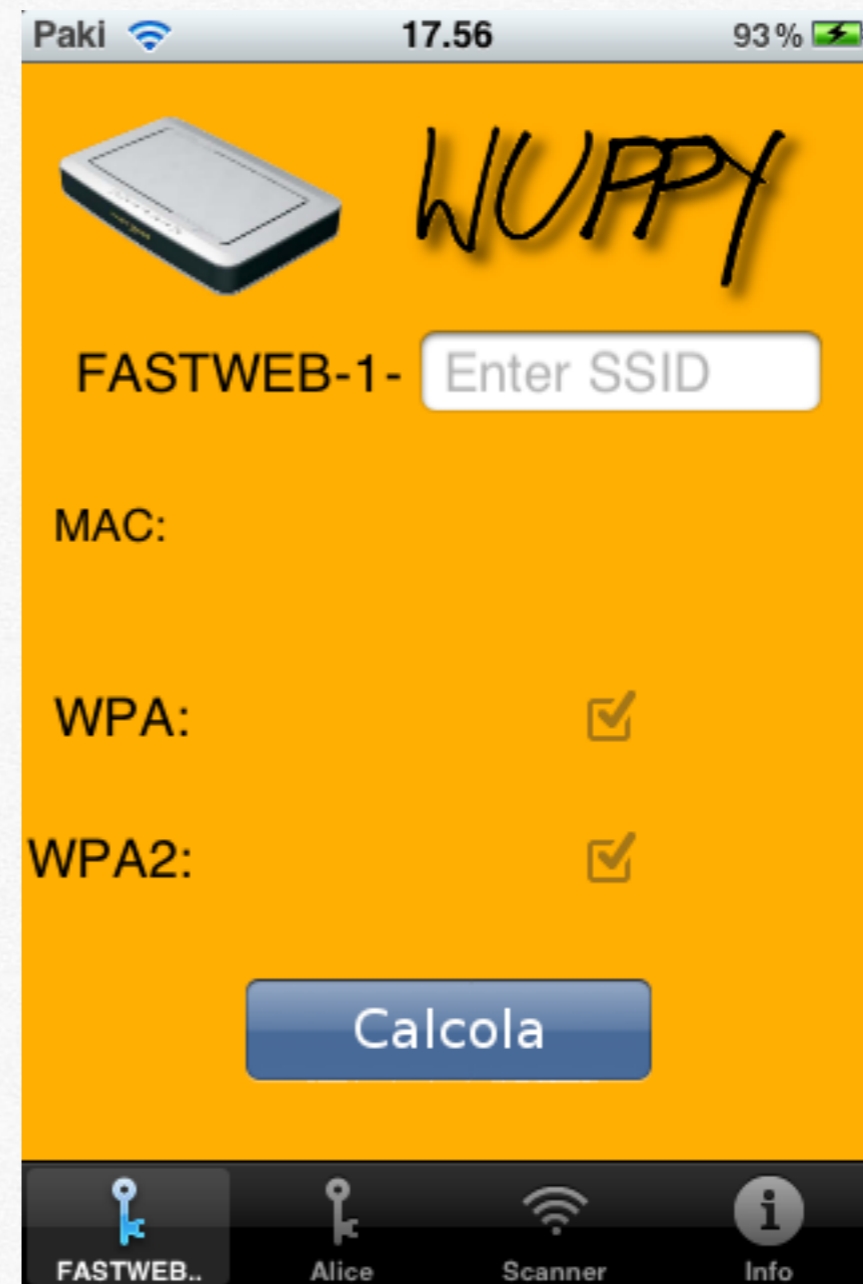 Paki 17.56 93%
WUPPY
FASTWEB-1- Enter SSID
MAC:
WPA:
WPA2:
Calcola
FASTWEB.. Alice Scanner Info